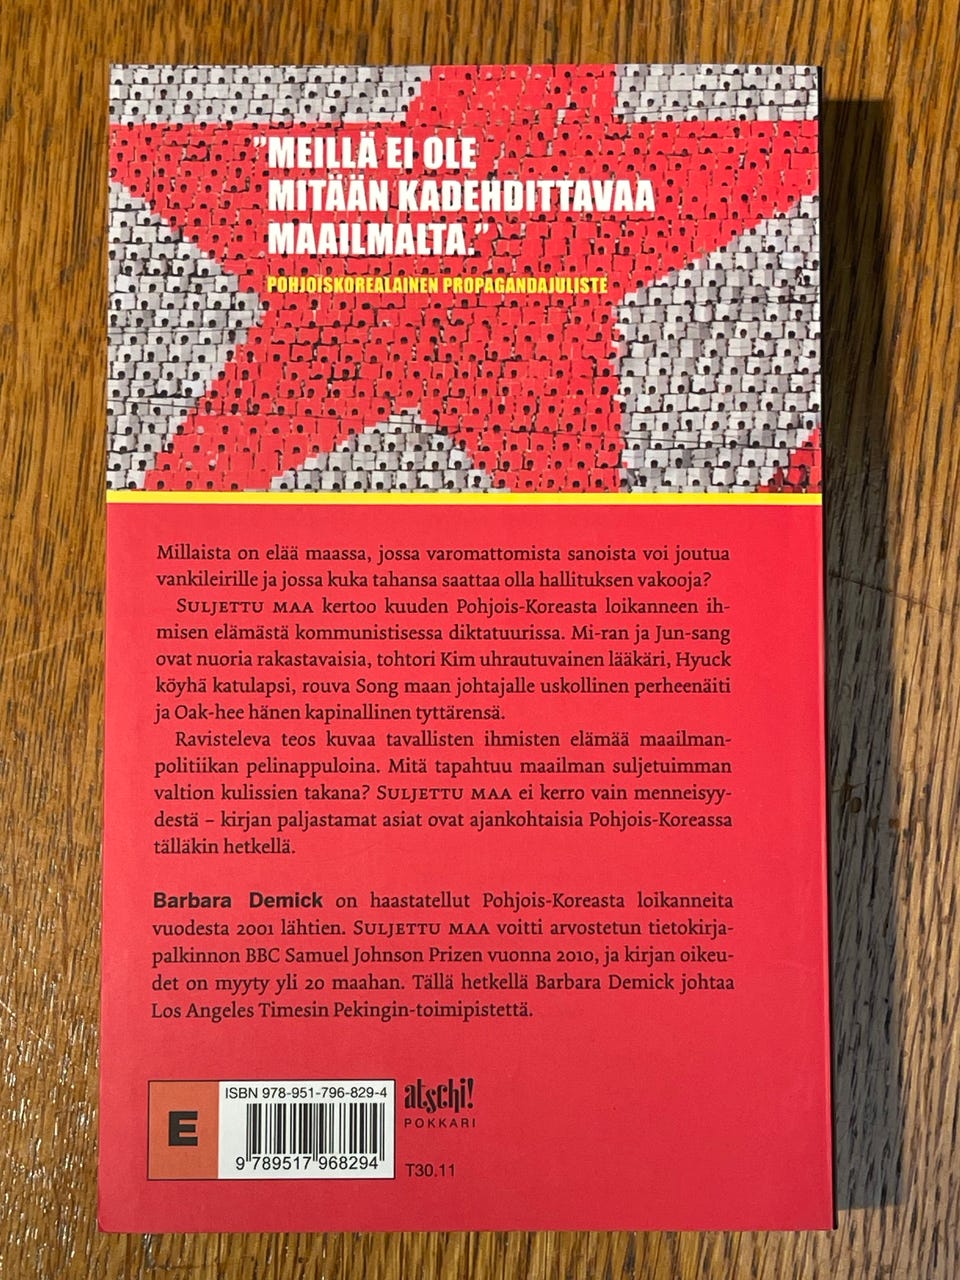 ”MEILLÄ EI OLE
MITÄÄN KADEHDITTAVAA
MAAILMALTA.”
POHJOISKOREALAINEN PROPAGANDAJULISTE
Millaista on elää maassa, jossa varomattomista sanoista voi joutua
vankileirille ja jossa kuka tahansa saattaa olla hallituksen vakooja?
SULJETTU MAA kertoo kuuden Pohjois-Koreasta loikanneen ih-
misen elämästä kommunistisessa diktatuurissa. Mi-ran ja Jun-sang
ovat nuoria rakastavaisia, tohtori Kim uhrautuvainen lääkäri, Hyuck
köyhä katulapsi, rouva Song maan johtajalle uskollinen perheenäiti
ja Oak-hee hänen kapinallinen tyttärensä.
Ravisteleva teos kuvaa tavallisten ihmisten elämää maailman-
politiikan pelinappuloina. Mitä tapahtuu maailman suljetuimman
valtion kulissien takana? SULJETTU MAA ei kerro vain menneisyy-
destä – kirjan paljastamat asiat ovat ajankohtaisia Pohjois-Koreassa
tälläkin hetkellä.
Barbara Demick on haastatellut Pohjois-Koreasta loikanneita
vuodesta 2001 lähtien. SULJETTU MAA voitti arvostetun tietokirja-
palkinnon BBC Samuel Johnson Prizen vuonna 2010, ja kirjan oikeu-
det on myyty yli 20 maahan. Tällä hetkellä Barbara Demick johtaa
Los Angeles Timesin Pekingin-toimipistettä.
E
ISBN 978-951-796-829-4
9 789517 968294
atschi!
POKKARI
T30.11